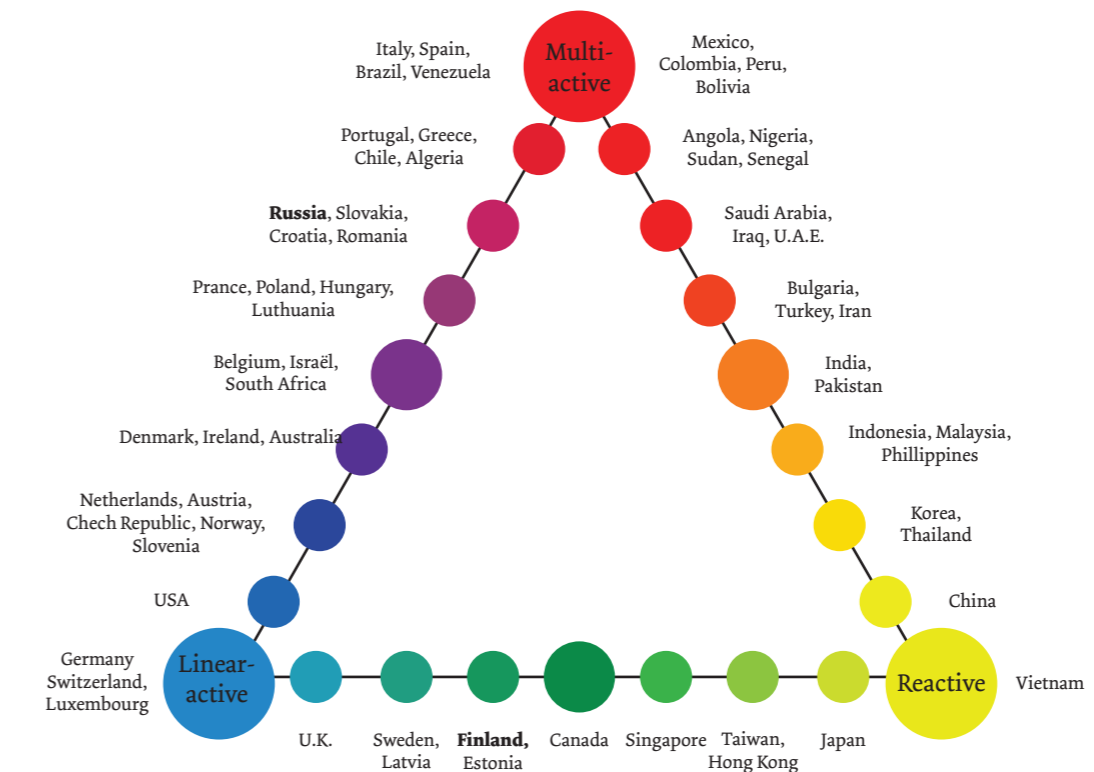 Italy, Spain,
Brazil, Venezuela
Multi-
active
Mexico,
Colombia, Peru,
Bolivia
Portugal, Greece,
Chile, Algeria
Angola, Nigeria,
Sudan, Senegal
Russia, Slovakia,
Croatia, Romania
Saudi Arabia,
Iraq, U.A.E.
Prance, Poland, Hungary,
Luthuania
Bulgaria,
Turkey, Iran
Belgium, Israël,
South Africa
India,
Pakistan
Denmark, Ireland, Australia
Indonesia, Malaysia,
Phillippines
Netherlands, Austria,
Chech Republic, Norway,
Slovenia
Korea,
Thailand
USA
China
Germany
Switzerland,
Luxembourg
Linear-
active
Reactive
Vietnam
U.K.
Sweden,
Latvia
Finland,
Estonia
Canada
Singapore
Taiwan,
Hong Kong
Japan